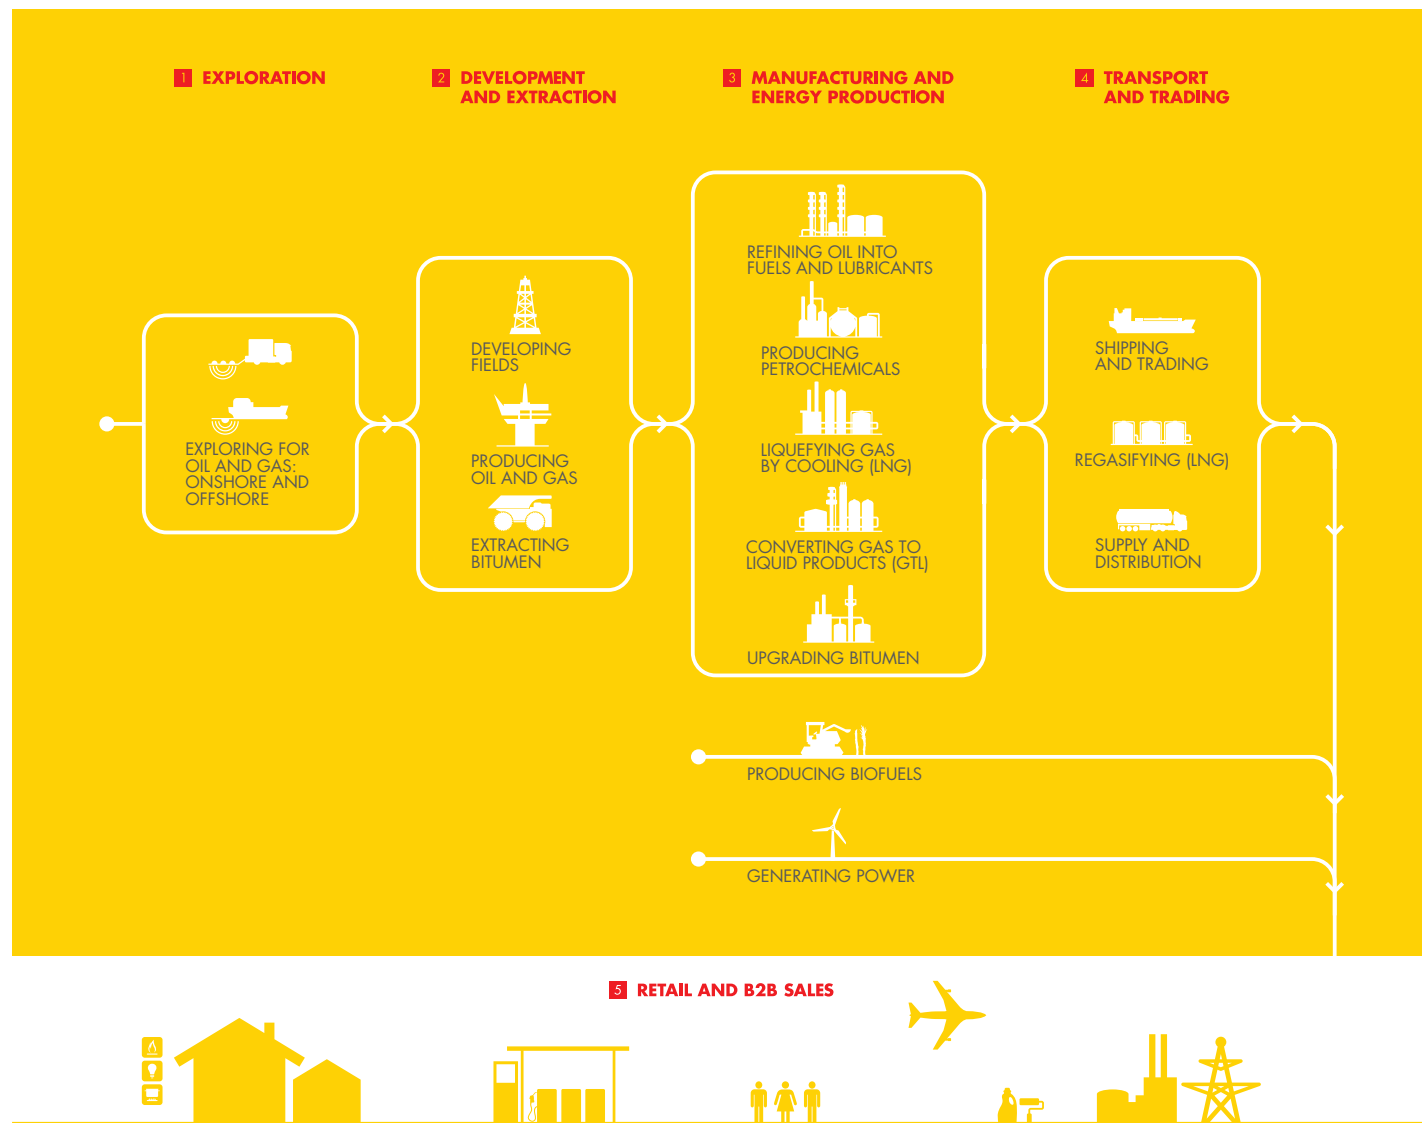 1 EXPLORATION
2 DEVELOPMENT
AND EXTRACTION
3 MANUFACTURING AND
ENERGY PRODUCTION
4 TRANSPORT
AND TRADING
EXPLORING FOR
OIL AND GAS:
ONSHORE AND
OFFSHORE
DEVELOPING
FIELDS
PRODUCING
OIL AND GAS
EXTRACTING
BITUMEN
REFINING OIL INTO
FUELS AND LUBRICANTS
PRODUCING
PETROCHEMICALS
LIQUEFYING GAS
BY COOLING (LNG)
CONVERTING GAS TO
LIQUID PRODUCTS (GTL)
UPGRADING BITUMEN
SHIPPING
AND TRADING
REGASIFYING (LNG)
SUPPLY AND
DISTRIBUTION
PRODUCING BIOFUELS
GENERATING POWER
5 RETAIL AND B2B SALES